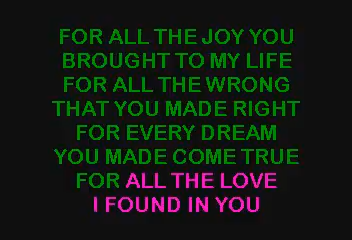 FOR ALL THE JOY YOU
BROUGHT TO MY LIFE
FOR ALL THE WRONG
THAT YOU MADE RIGHT
FOR EVERY DREAM
YOU MADE COME TRUE
FOR ALL THE LOVE
I FOUND IN YOU